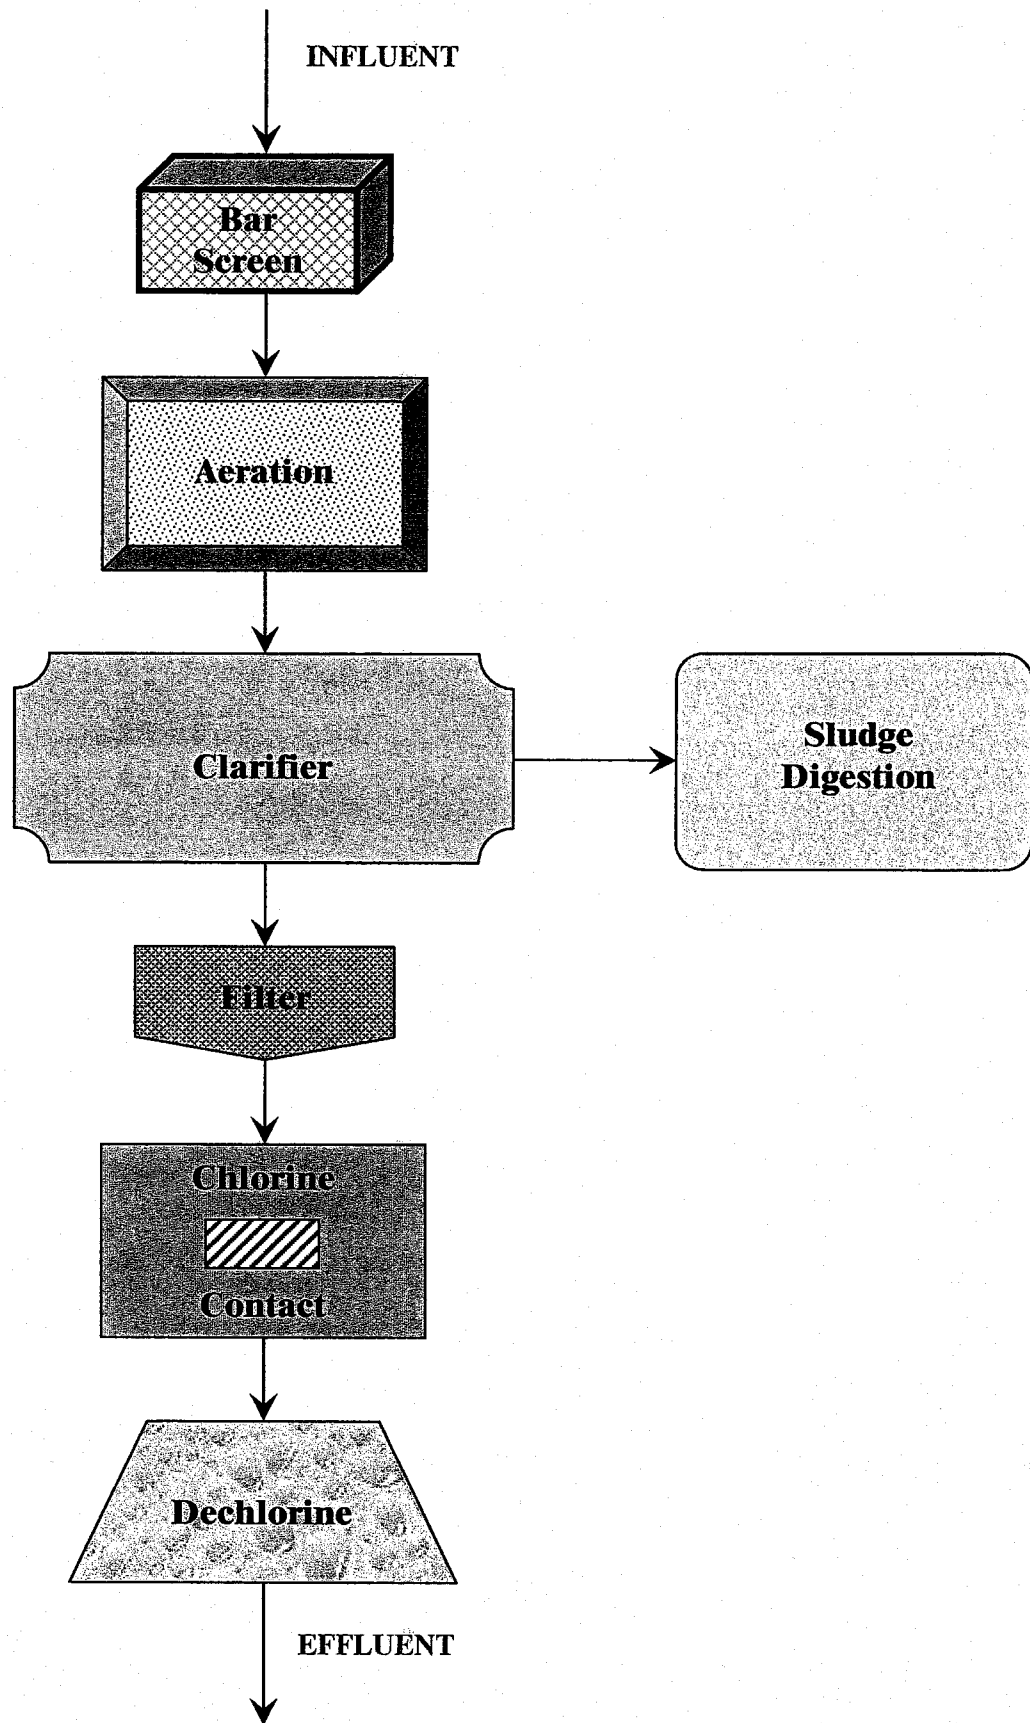 INFLUENT
Bar
Screen
Aeration
Clarifier
Sludge
Digestion
Filter
Chlorine
Contact
Dechlorine
EFFLUENT